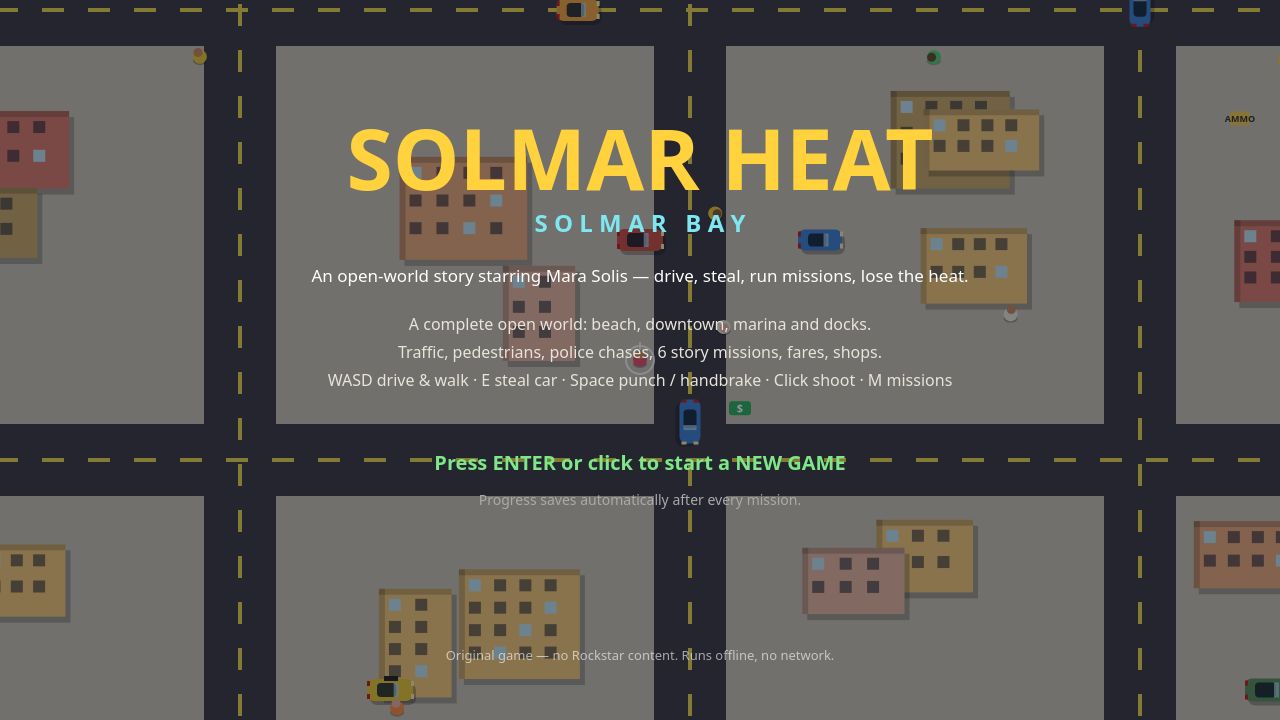 AMMO
SOLMAR HEAT
SOLMAR BAY
An open-world story starring Mara Solis — drive, steal, run missions, lose the heat.
A complete open world: beach, downtown, marina and docks.
Traffic, pedestrians, police chases, 6 story missions, fares, shops.
WASD drive & walk · E steal car · Space punch / handbrake · Click shoot · M missions
$
Press ENTER or click to start a NEW GAME
Progress saves automatically after every mission.
Original game — no Rockstar content. Runs offline, no network.